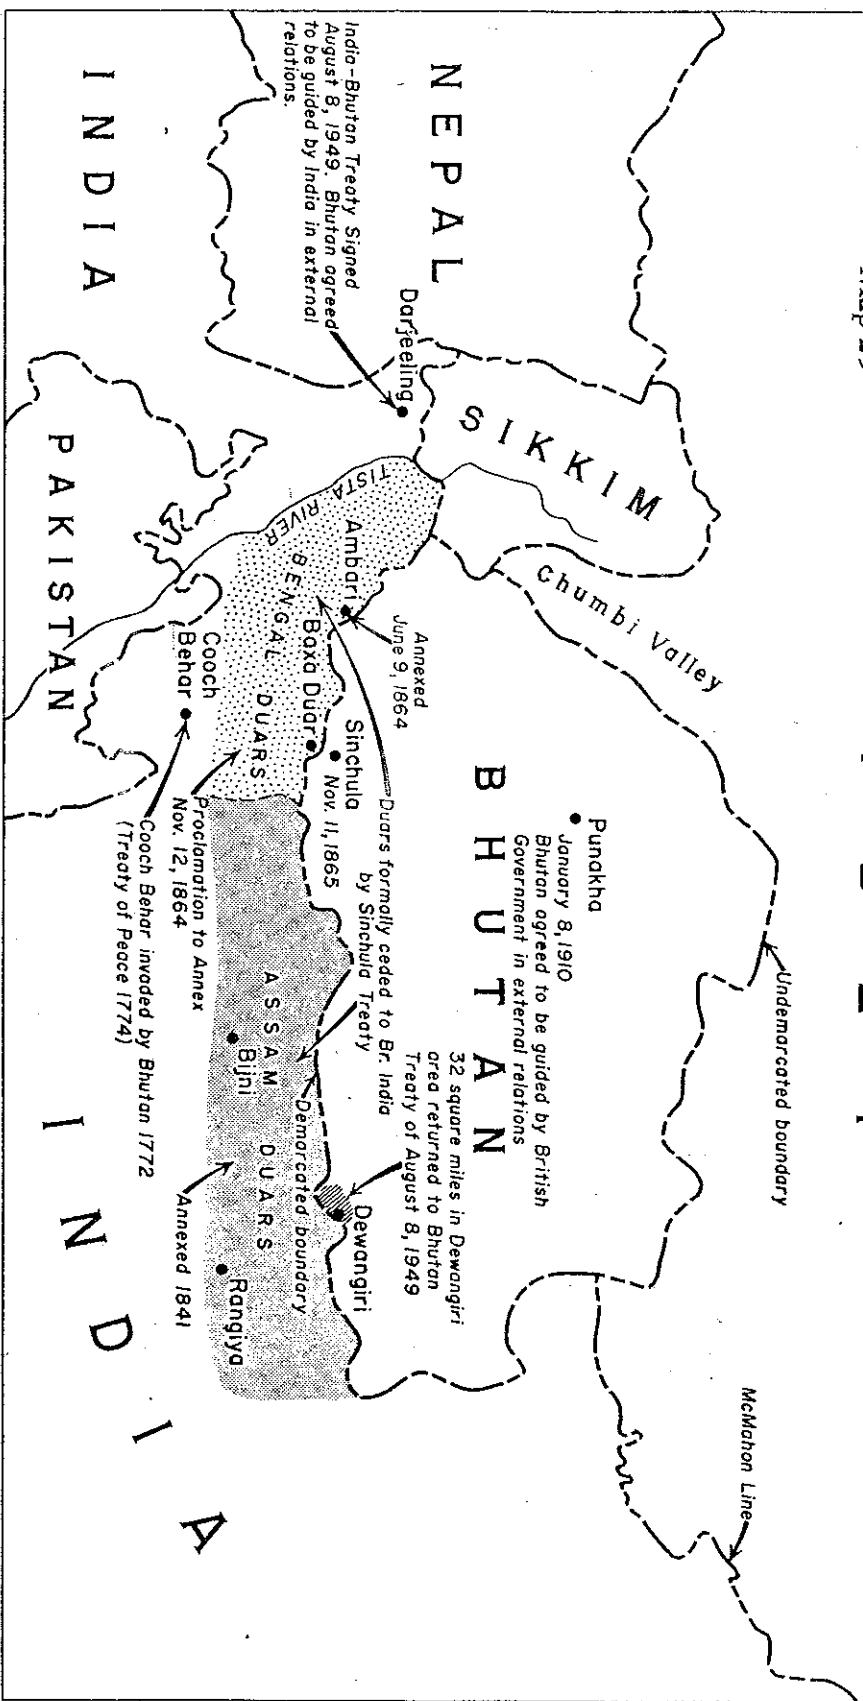 NEPAL
SIKKIM
Chumbi Valley
Undemarcated boundary
McMahon Line
Punakha
January 8, 1910
Bhutan agreed to be guided by British
Government in external relations
BHUTAN
32 square miles in Dewangiri
area returned to Bhutan
Treaty of August 8, 1949
Darjeeling
India-Bhutan Treaty Signed
August 8, 1949. Bhutan agreed
to be guided by India in external
relations.
Annexed
June 9, 1864
Duars formally ceded to Br. India
by Sinchula Treaty
TISTA RIVER
Ambari
Sinchula
Nov. 11, 1865
Dewangiri
Baxa Duar
Demarcated boundary
BENGAL DUARS
ASSAM DUARS
Bijni
Rangiya
Cooch
Behar
Proclamation to Annex
Nov. 12, 1864
Annexed 1841
Cooch Behar invaded by Bhutan 1772
(Treaty of Peace 1774)
INDIA
PAKISTAN
INDIA